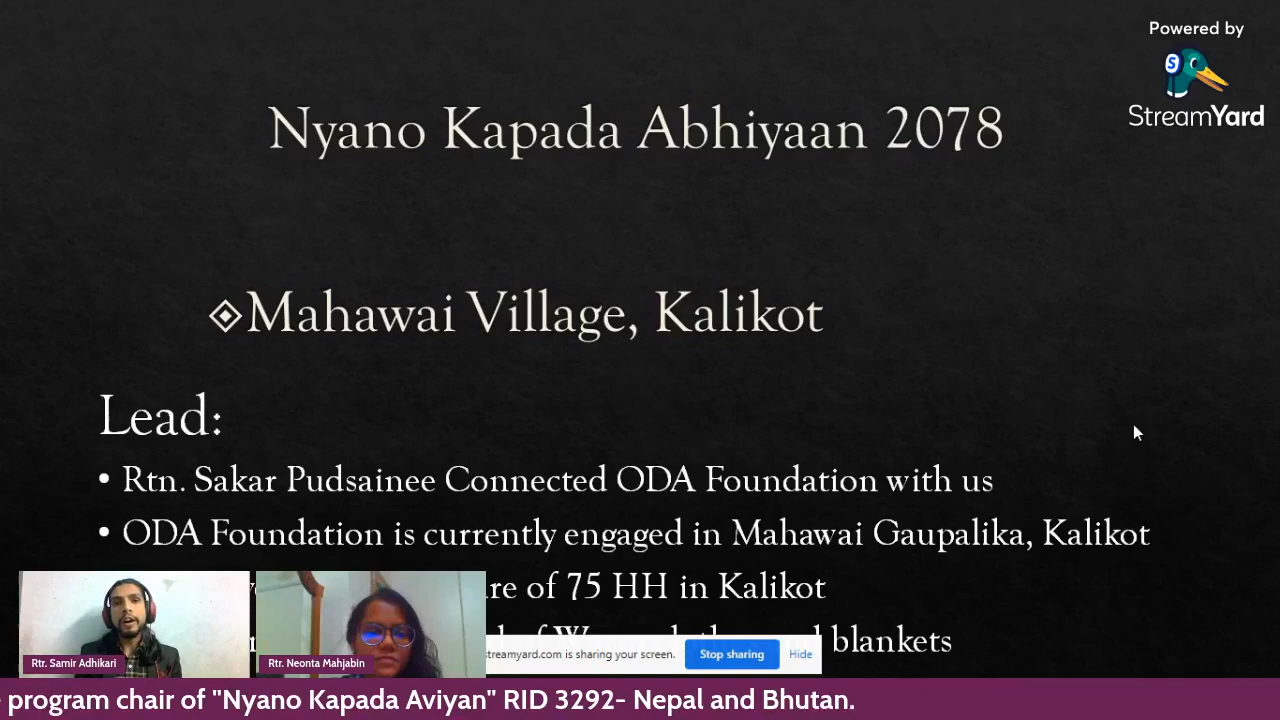 Powered by
StreamYard
Nyano Kapada Abhiyaan 2078
Mahawai Village, Kalikot
Lead:
• Rtn. Sakar Pudsainee Connected ODA Foundation with us
• ODA Foundation is currently engaged in Mahawai Gaupalika, Kalikot
of 75 HH in Kalikot
blankets
streamyard.com is sharing your screen.
Stop sharing
Hide
Rtr. Samir Adhikari
Rtr. Neonta Mahjabin
program chair of "Nyano Kapada Aviyan" RID 3292- Nepal and Bhutan.